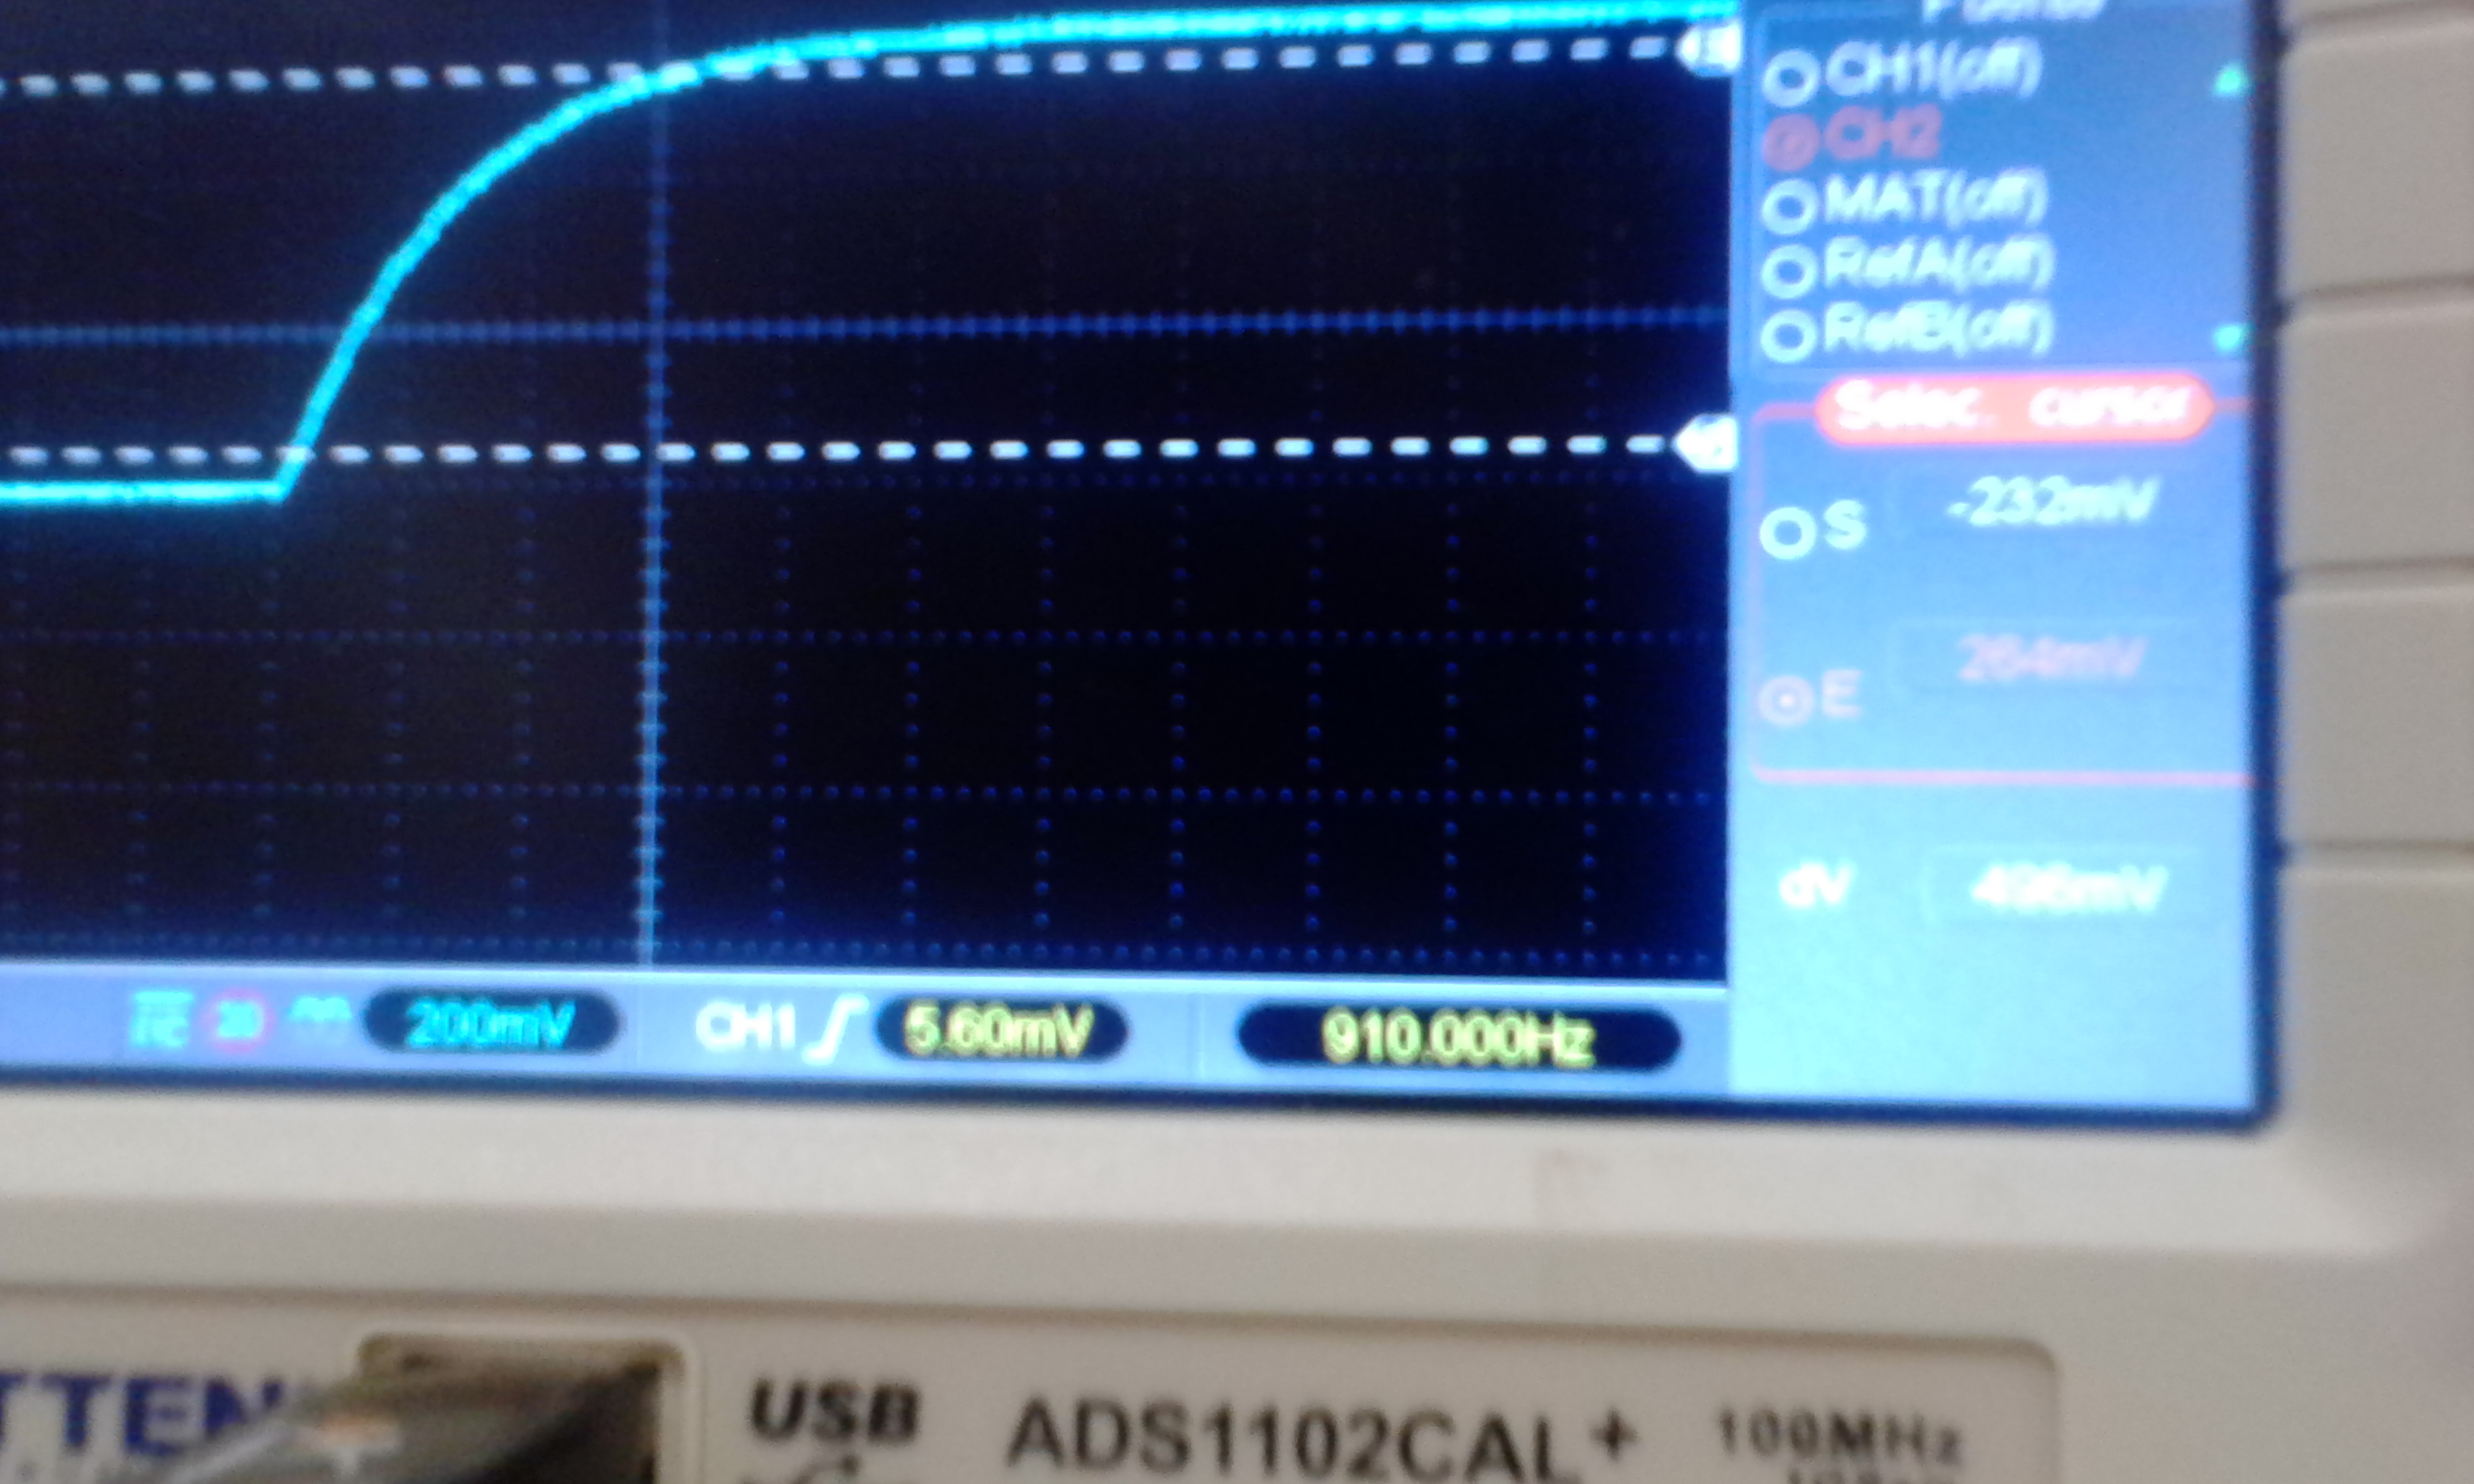 CH1(off)
CH2
MAT(off)
RefA(off)
RefB(off)
Selec. cursor
S -232mV
E 264mV
dV -496mV
20 200mV CH1 5.60mV 910.000Hz
TTEN
USB ADS1102CAL+ 100MHz